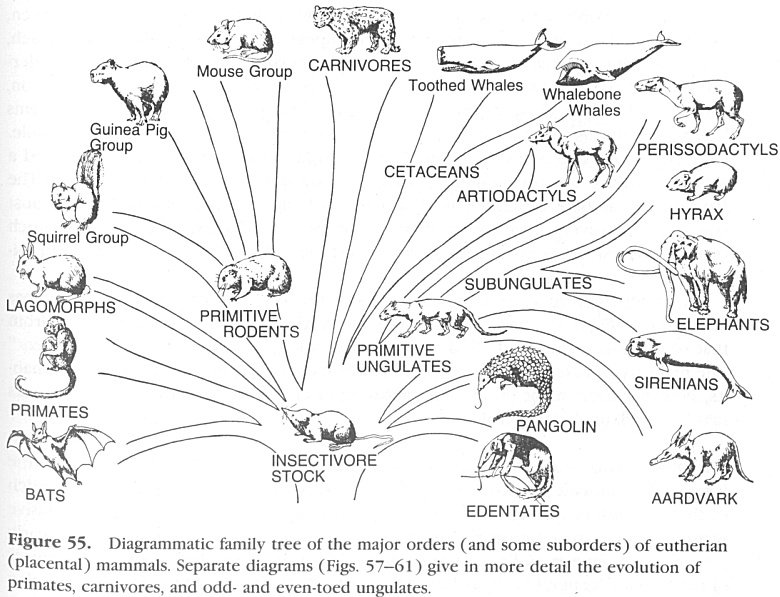 Mouse Group
CARNIVORES
Toothed Whales
Whalebone
Whales
Guinea Pig
Group
PERISSODACTYLS
CETACEANS
ARTIODACTYLS
HYRAX
Squirrel Group
SUBUNGULATES
LAGOMORPHS
PRIMITIVE
RODENTS
ELEPHANTS
PRIMITIVE
UNGULATES
SIRENIANS
PRIMATES
PANGOLIN
INSECTIVORE
STOCK
BATS
EDENTATES
AARDVARK
Figure 55. Diagrammatic family tree of the major orders (and some suborders) of eutherian
(placental) mammals. Separate diagrams (Figs. 57–61) give in more detail the evolution of
primates, carnivores, and odd- and even-toed ungulates.